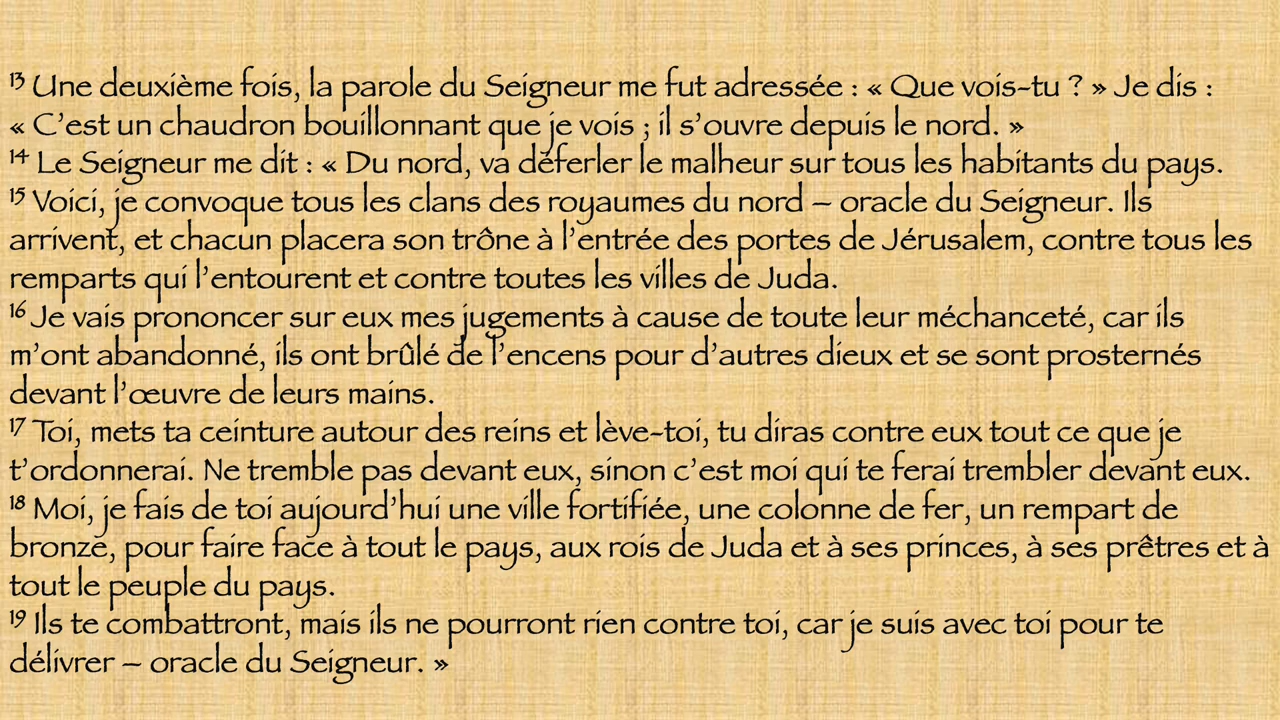 ¹³ Une deuxième fois, la parole du Seigneur me fut adressée : « Que vois-tu ? » Je dis :
« C’est un chaudron bouillonnant que je vois ; il s’ouvre depuis le nord. »
¹⁴ Le Seigneur me dit : « Du nord, va déferler le malheur sur tous les habitants du pays.
¹⁵ Voici, je convoque tous les clans des royaumes du nord – oracle du Seigneur. Ils
arrivent, et chacun placera son trône à l’entrée des portes de Jérusalem, contre tous les
remparts qui l’entourent et contre toutes les villes de Juda.
¹⁶ Je vais prononcer sur eux mes jugements à cause de toute leur méchanceté, car ils
m’ont abandonné, ils ont brûlé de l’encens pour d’autres dieux et se sont prosternés
devant l’œuvre de leurs mains.
¹⁷ Toi, mets ta ceinture autour des reins et lève-toi, tu diras contre eux tout ce que je
t’ordonnerai. Ne tremble pas devant eux, sinon c’est moi qui te ferai trembler devant eux.
¹⁸ Moi, je fais de toi aujourd’hui une ville fortifiée, une colonne de fer, un rempart de
bronze, pour faire face à tout le pays, aux rois de Juda et à ses princes, à ses prêtres et à
tout le peuple du pays.
¹⁹ Ils te combattront, mais ils ne pourront rien contre toi, car je suis avec toi pour te
délivrer – oracle du Seigneur. »